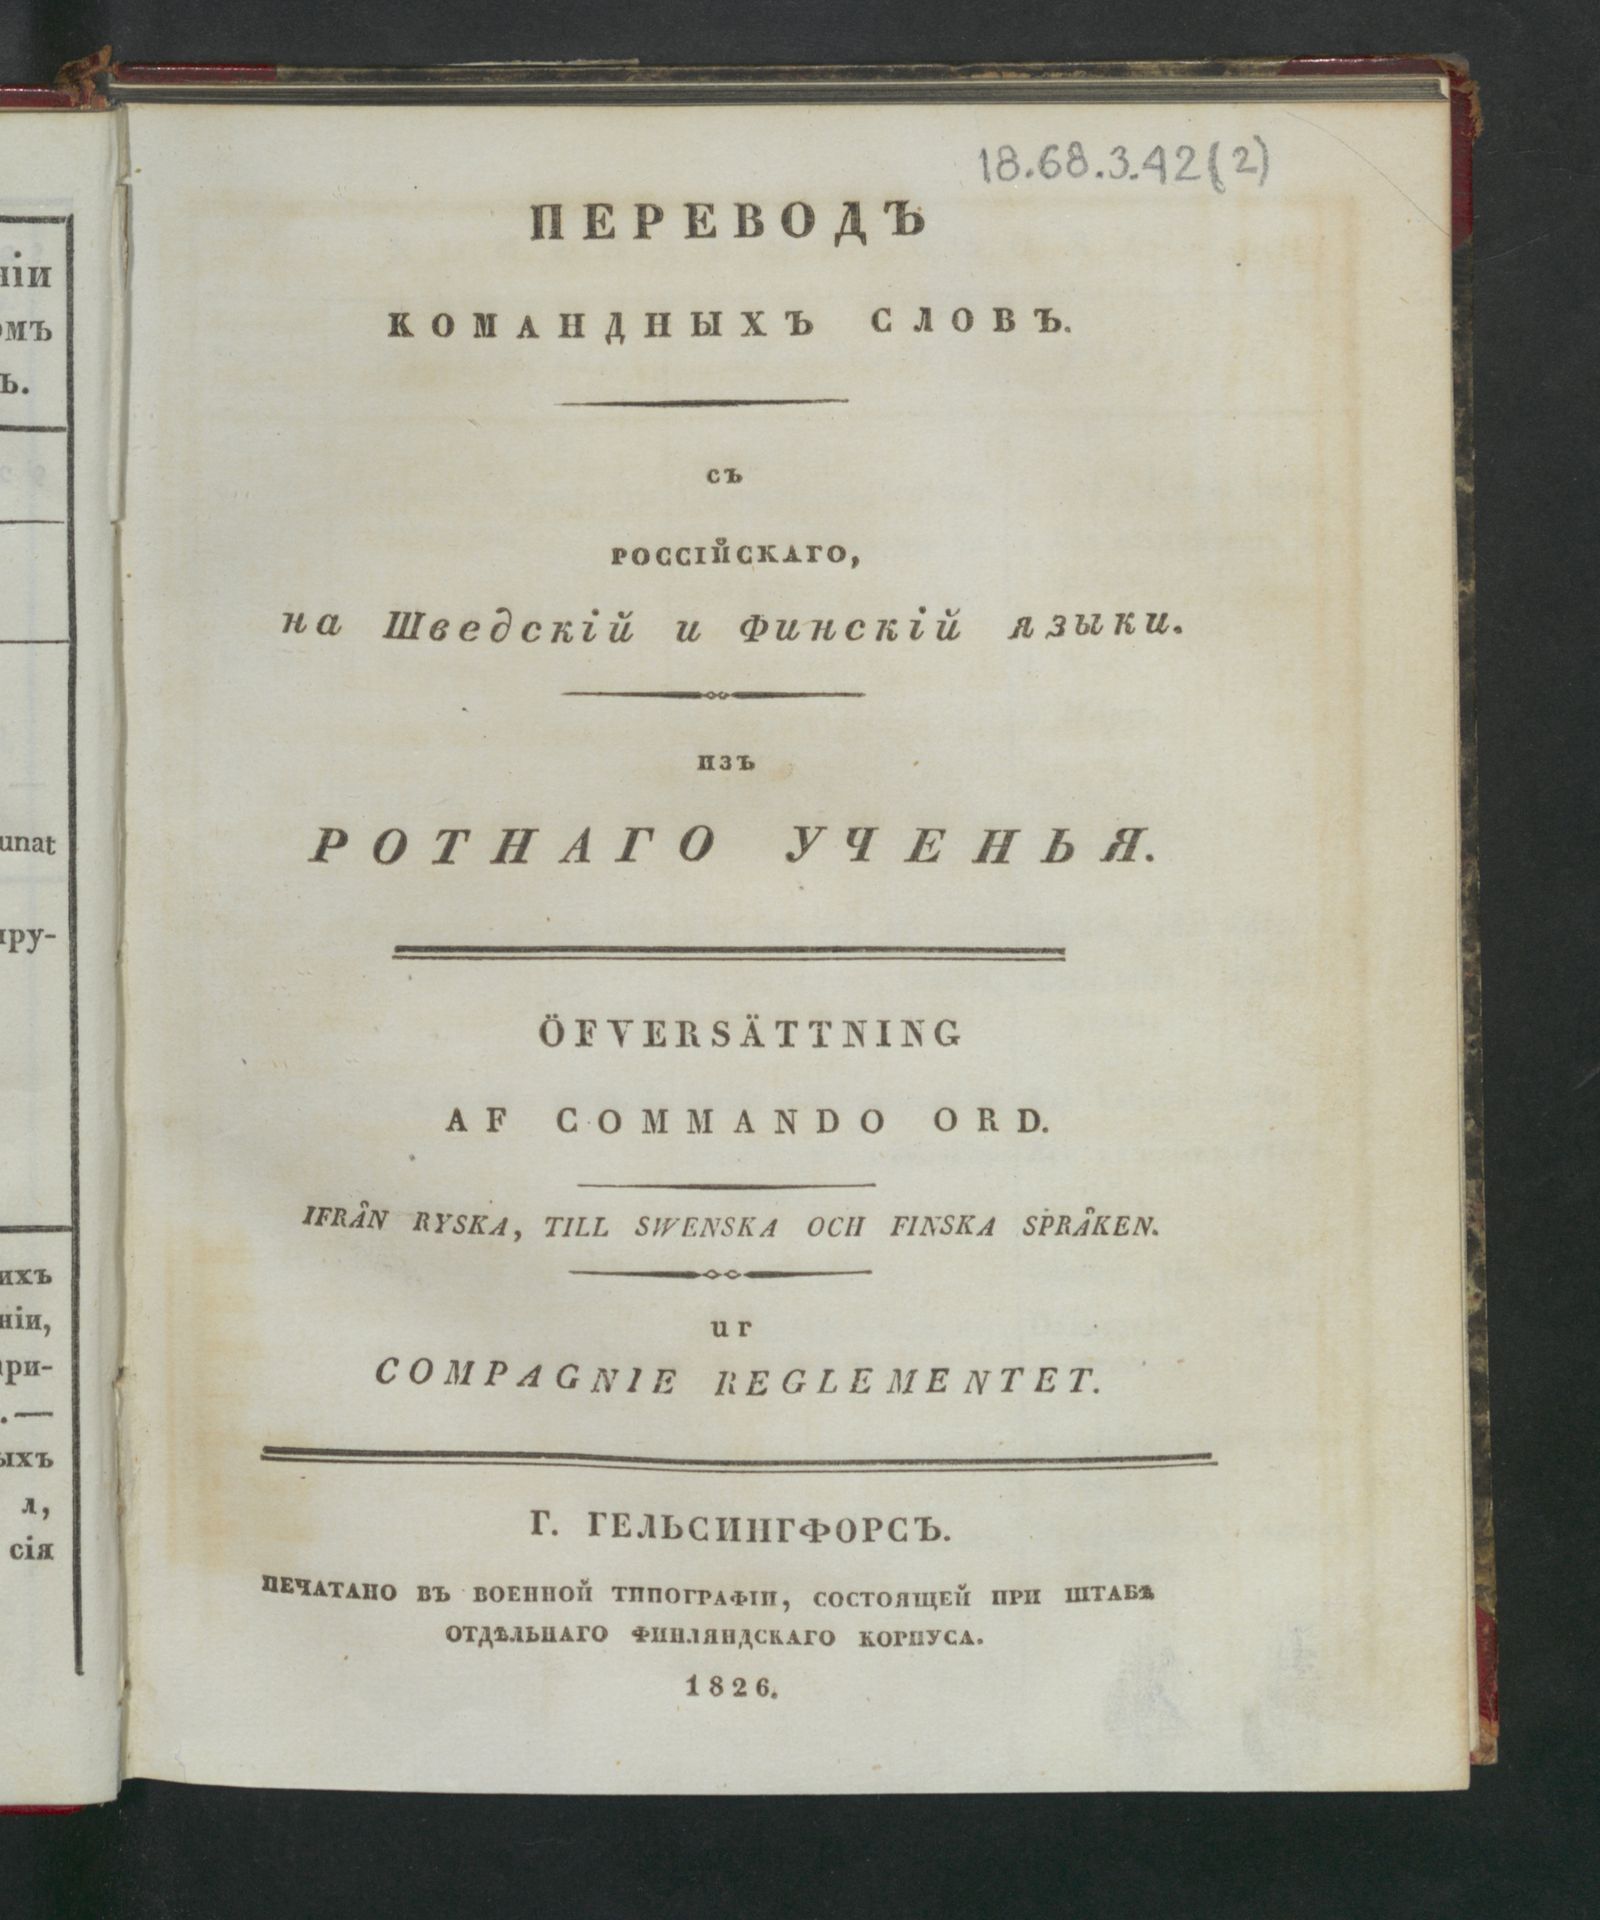 18.68.3.42(2)
ПЕРЕВОДЪ
КОМАНДНЫХЪ СЛОВЪ.
съ
РОССІЙСКАГО,
на Шведскій и Финскій языки.
изъ
РОТНАГО УЧЕНЬЯ.
ÖFVERSÄTTNING
AF COMMANDO ORD.
IFRÅN RYSKA, TILL SWENSKA OCH FINSKA SPRÅKEN.
ur
COMPAGNIE REGLEMENTET.
Г. ГЕЛЬСИНГФОРСЪ.
ПЕЧАТАНО ВЪ ВОЕННОЙ ТИПОГРАФІИ, СОСТОЯЩЕЙ ПРИ ШТАБѢ
ОТДѢЛЬНАГО ФИНЛЯНДСКАГО КОРПУСА.
1826.